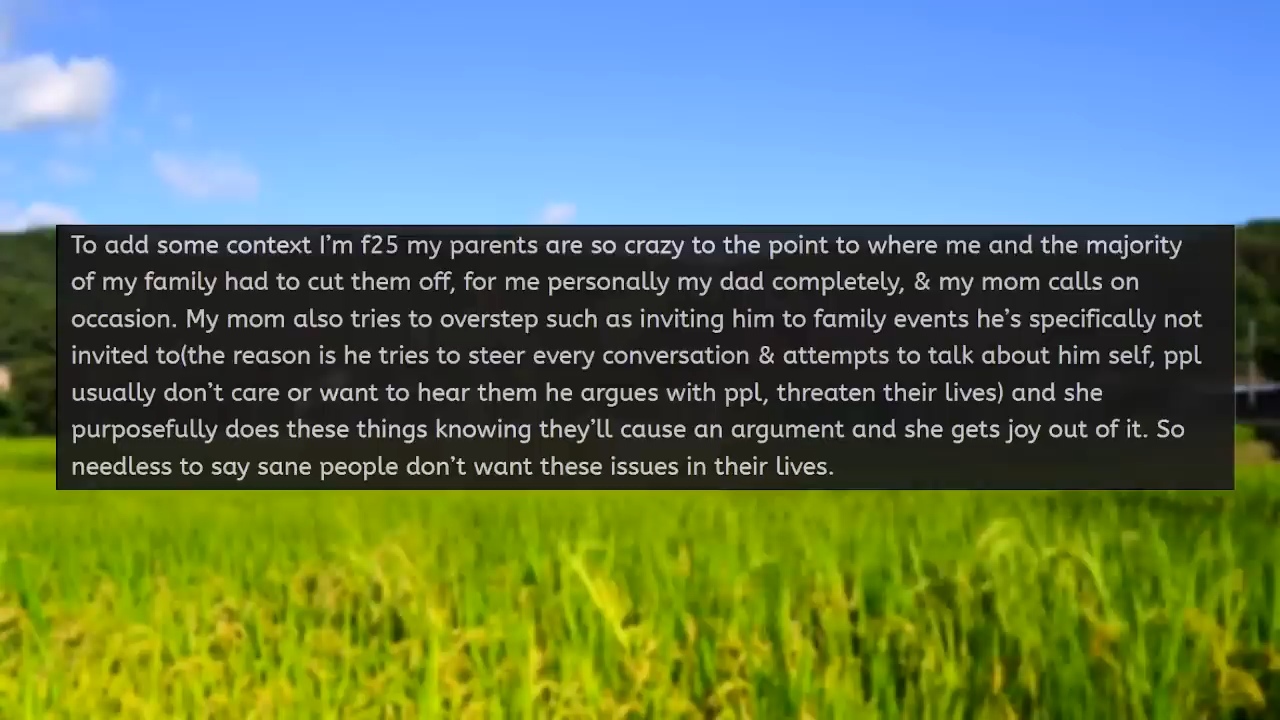 To add some context I’m f25 my parents are so crazy to the point to where me and the majority
of my family had to cut them off, for me personally my dad completely, & my mom calls on
occasion. My mom also tries to overstep such as inviting him to family events he’s specifically not
invited to(the reason is he tries to steer every conversation & attempts to talk about him self, ppl
usually don’t care or want to hear them he argues with ppl, threaten their lives) and she
purposefully does these things knowing they’ll cause an argument and she gets joy out of it. So
needless to say sane people don’t want these issues in their lives.